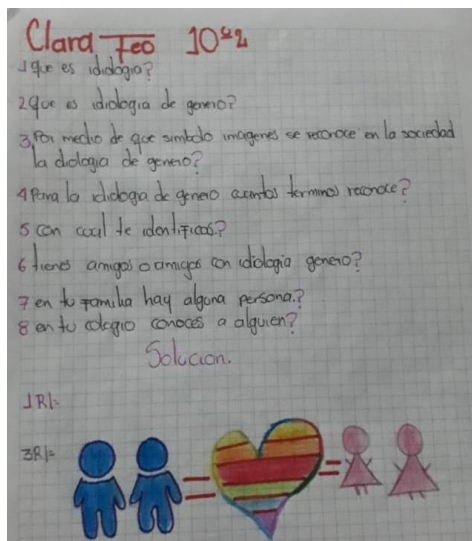 Clara Feo 10º2
1 que es idiologia?
2 que es idiologia de genero?
3, Por medio de que simbolo imagenes se reconoce en la sociedad
la diologia de genero?
4 Para la idiologia de genero cuantos terminos reconoce?
5 con cual te identificas?
6 tienes amigos o amigas con idiologia genero?
7 en tu familia hay alguna persona.?
8 en tu colegio conoces a alguien?
Solucion.
1R/=
3R/=